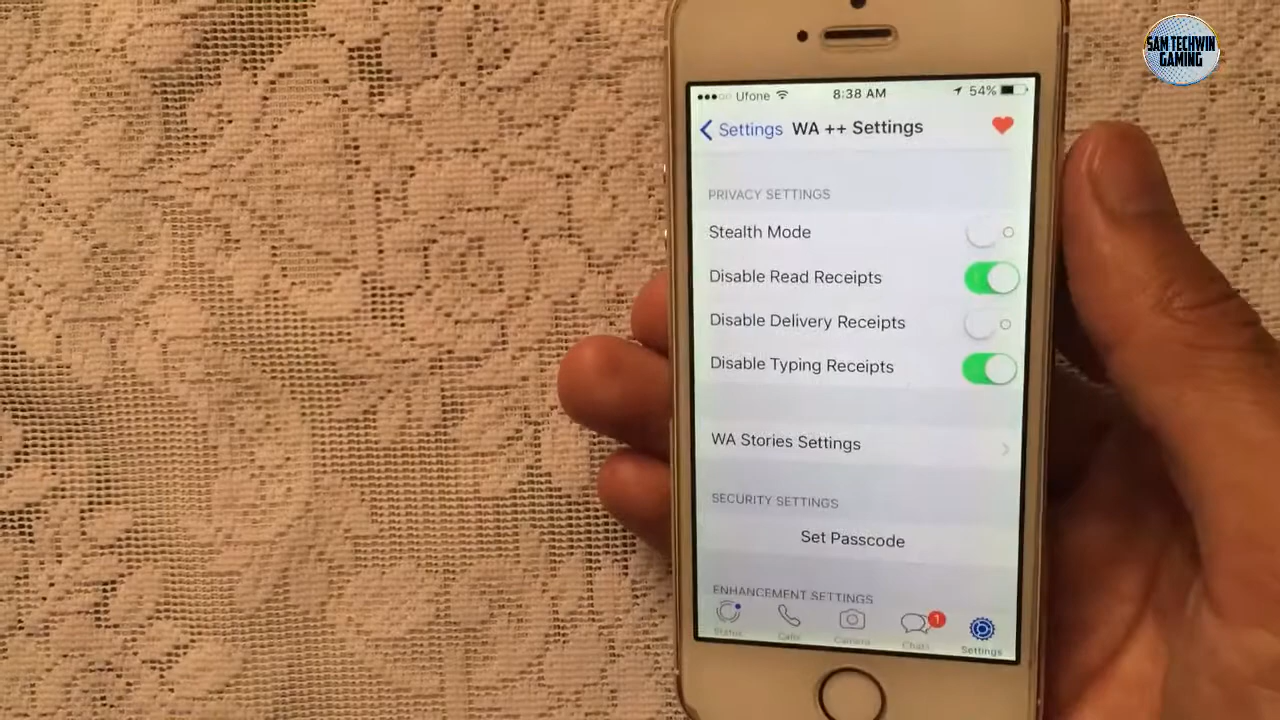 SAM TECHWIN
GAMING
Ufone 8:38 AM 54%
Settings WA ++ Settings
PRIVACY SETTINGS
Stealth Mode
Disable Read Receipts
Disable Delivery Receipts
Disable Typing Receipts
WA Stories Settings
SECURITY SETTINGS
Set Passcode
ENHANCEMENT SETTINGS
1
Status Calls Camera Chats Settings